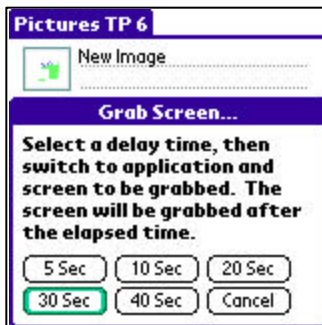 Pictures TP 6
New Image
Grab Screen...
Select a delay time, then
switch to application and
screen to be grabbed. The
screen will be grabbed after
the elapsed time.
5 Sec 10 Sec 20 Sec
30 Sec 40 Sec Cancel